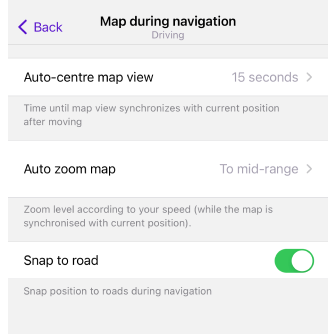 Map during navigation
Back
Driving
Auto-centre map view 15 seconds
Time until map view synchronizes with current position
after moving
Auto zoom map To mid-range
Zoom level according to your speed (while the map is
synchronised with current position).
Snap to road
Snap position to roads during navigation